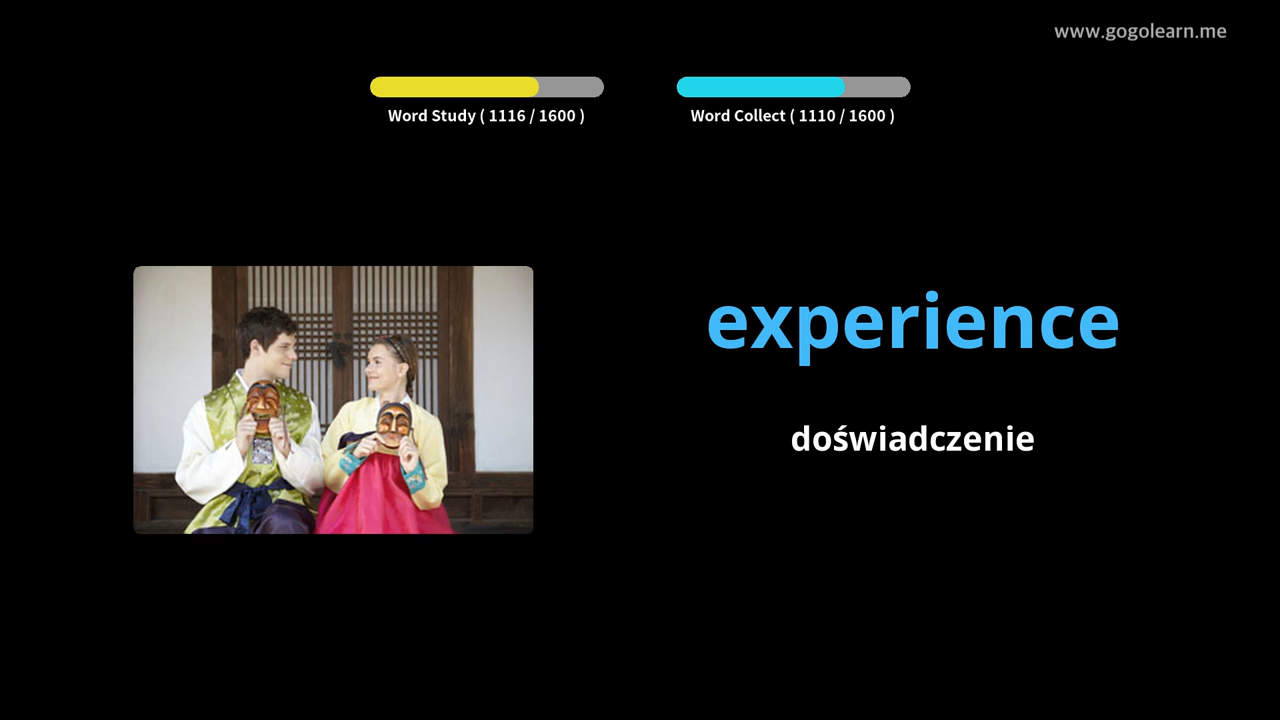 www.gogolearn.me
Word Study ( 1116 / 1600 )
Word Collect ( 1110 / 1600 )
experience
doświadczenie